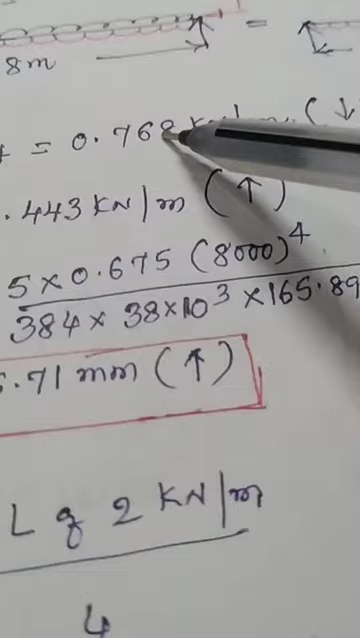 8m =
= 0.768 (↓
.443 KN/m (↑)
5 × 0.675 (8000)⁴
384 × 38×10³ × 165.89
.71 mm (↑)
L of 2 KN/m
4